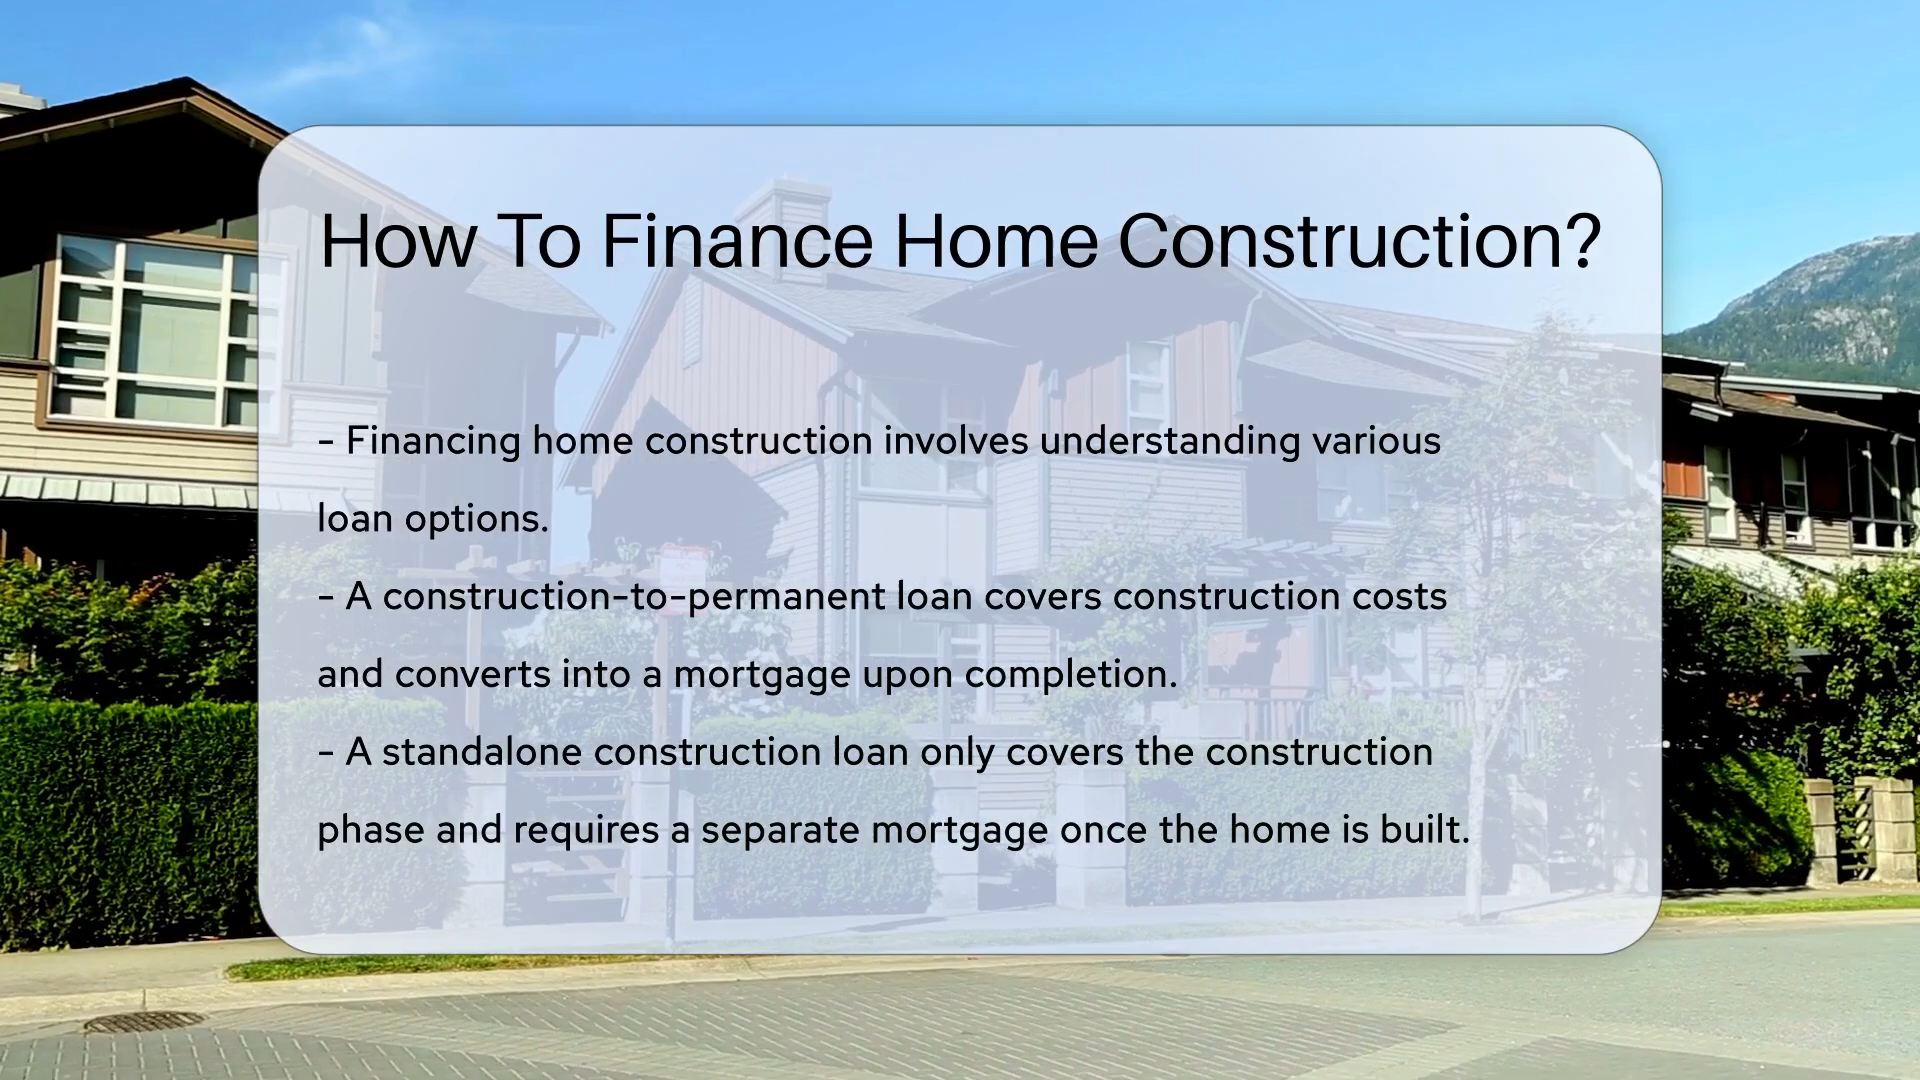 How To Finance Home Construction?
- Financing home construction involves understanding various
loan options.
- A construction-to-permanent loan covers construction costs
and converts into a mortgage upon completion.
- A standalone construction loan only covers the construction
phase and requires a separate mortgage once the home is built.